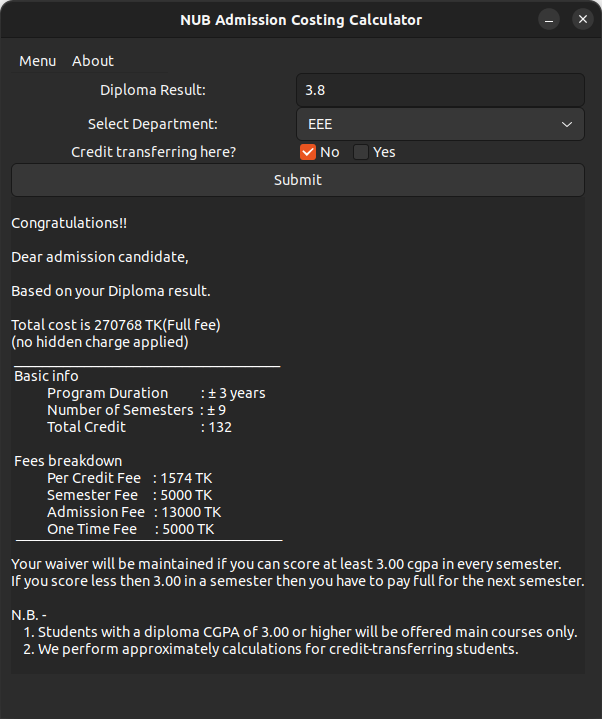 NUB Admission Costing Calculator
Menu About
Diploma Result: 3.8
Select Department: EEE
Credit transferring here? No Yes
Submit
Congratulations!!
Dear admission candidate,
Based on your Diploma result.
Total cost is 270768 TK(Full fee)
(no hidden charge applied)
Basic info
Program Duration : ± 3 years
Number of Semesters : ± 9
Total Credit : 132
Fees breakdown
Per Credit Fee : 1574 TK
Semester Fee : 5000 TK
Admission Fee : 13000 TK
One Time Fee : 5000 TK
Your waiver will be maintained if you can score at least 3.00 cgpa in every semester.
If you score less then 3.00 in a semester then you have to pay full for the next semester.
N.B. -
1. Students with a diploma CGPA of 3.00 or higher will be offered main courses only.
2. We perform approximately calculations for credit-transferring students.